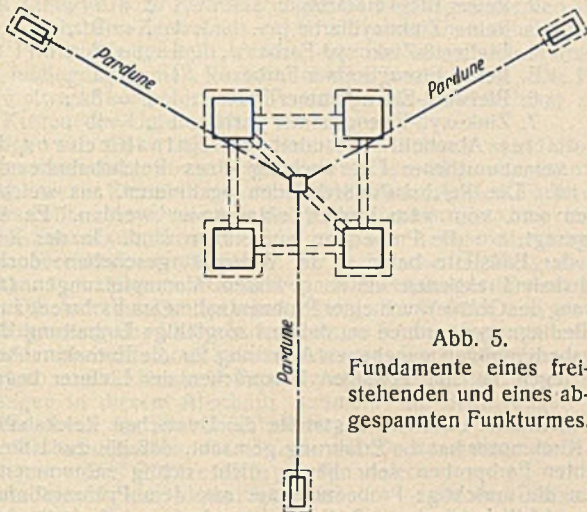 Pardune
Pardune
Pardune
Abb. 5.
Fundamente eines frei-
stehenden und eines ab-
gespannten Funkturmes.